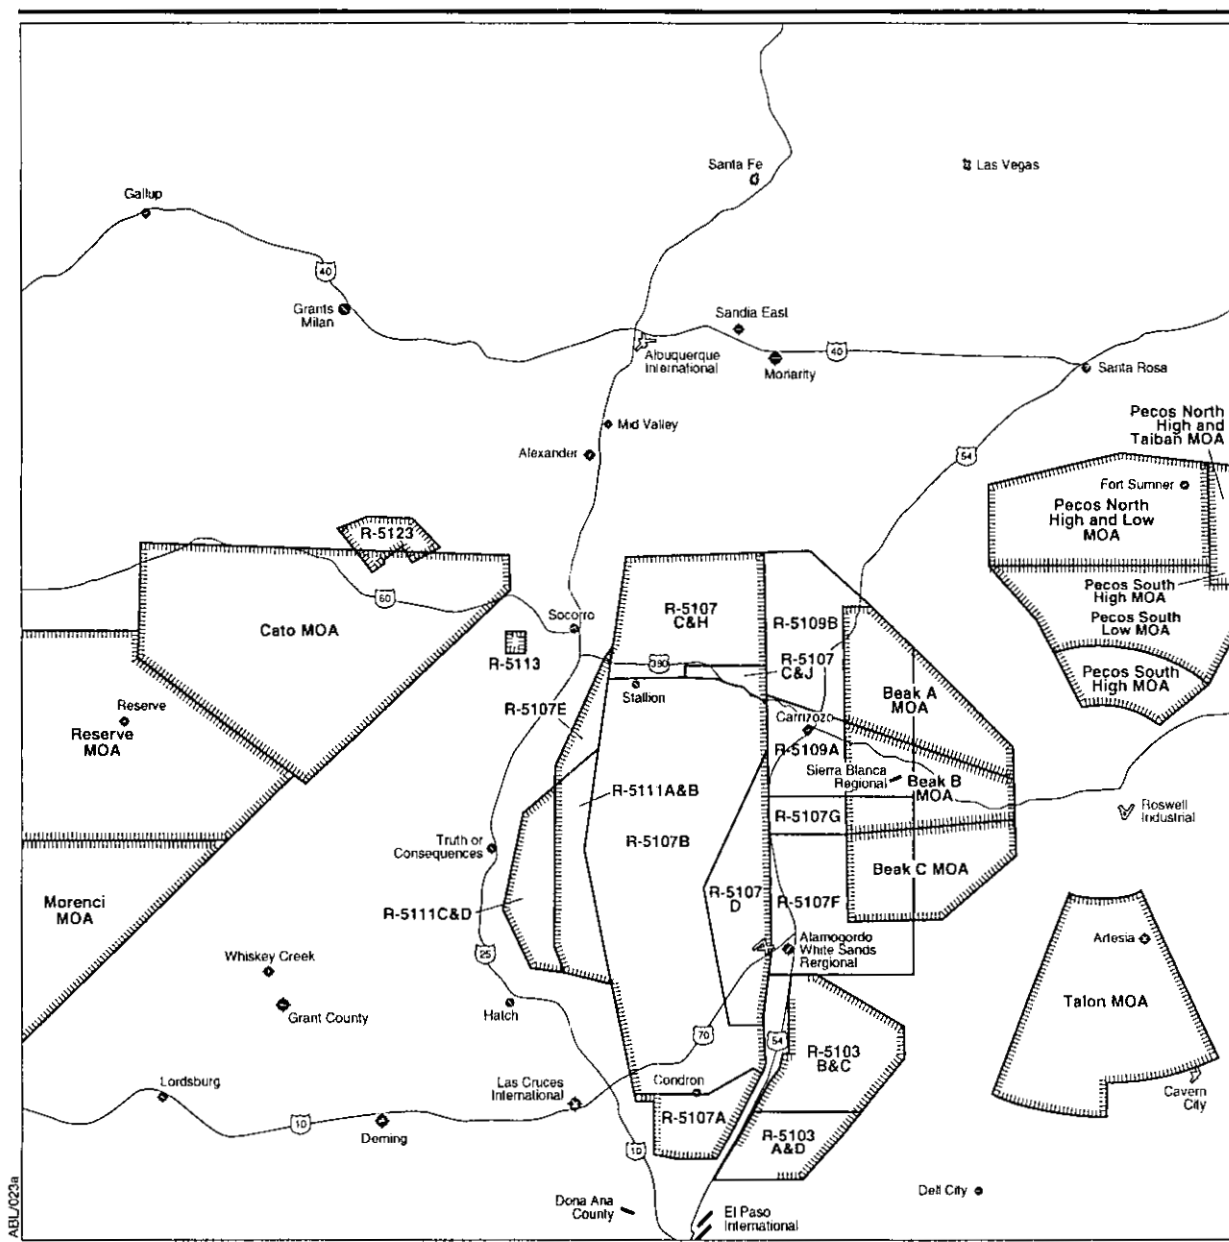 Santa Fe
Las Vegas
Gallup
40
Grants
Milan
Sandia East
Albuquerque
International
40
Moriarity
Santa Rosa
Pecos North
High and
Taiban MOA
Mid Valley
Alexander
54
Fort Sumner
Pecos North
High and Low
MOA
R-5123
Pecos South
High MOA
60
R-5107
C&H
Socorro
R-5109B
Pecos South
Low MOA
Cato MOA
R-5113
380
R-5107
C&J
Pecos South
High MOA
Stallion
Beak A
MOA
Reserve
R-5107E
Carrizozo
Reserve
MOA
R-5109A
Sierra Blanca
Regional
Beak B
MOA
R-5111A&B
R-5107G
Roswell
Industrial
Truth or
Consequences
R-5107B
Beak C MOA
Morenci
MOA
R-5111C&D
R-5107
D
R-5107F
Alamogordo
White Sands
Rergional
Artesia
25
Whiskey Creek
Talon MOA
Grant County
Hatch
70
54
R-5103
B&C
Lordsburg
Las Cruces
International
Condron
Cavern
City
10
Deming
R-5107A
R-5103
A&D
10
Dell City
Dona Ana
County
El Paso
International
ABL/023a